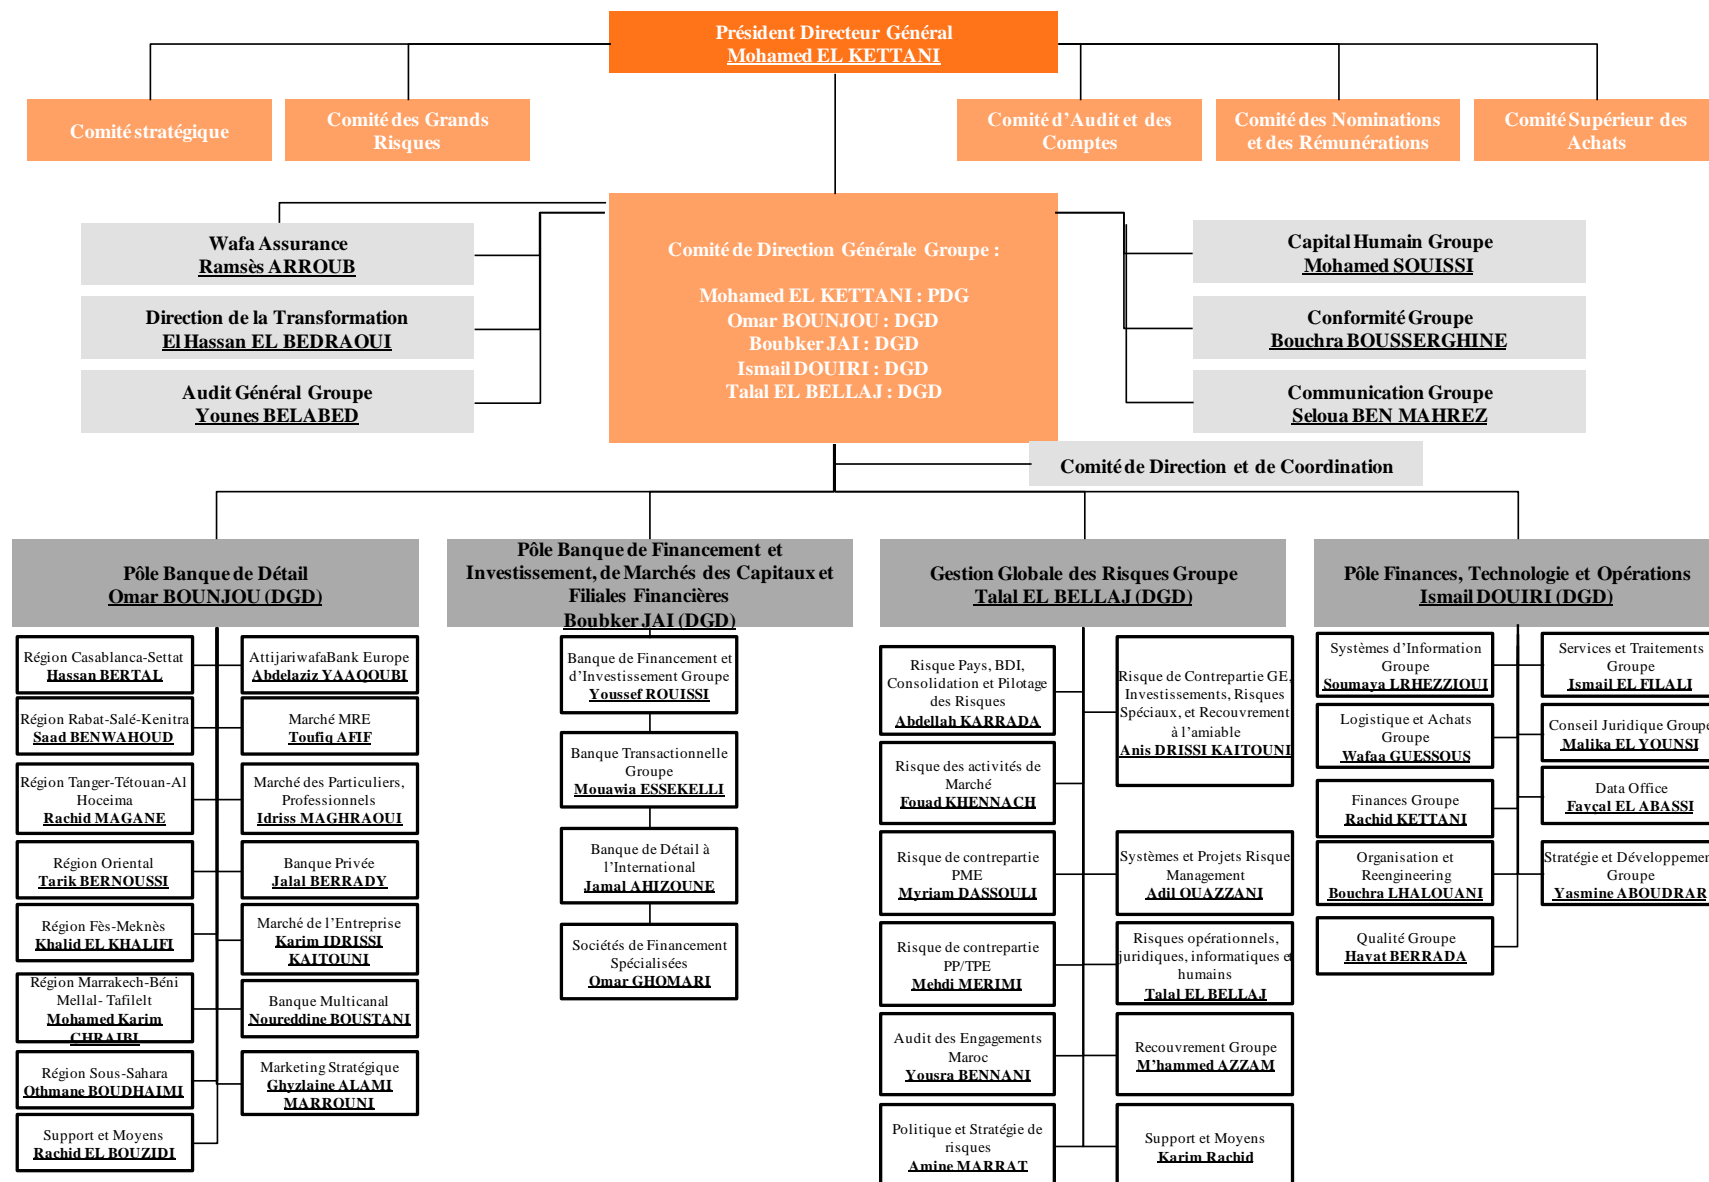 Président Directeur Général
Mohamed EL KETTANI
Comité stratégique
Comité des Grands
Risques
Comité d'Audit et des
Comptes
Comité des Nominations
et des Rémunérations
Comité Supérieur des
Achats
Wafa Assurance
Ramsès ARROUB
Direction de la Transformation
El Hassan EL BEDRAOUI
Audit Général Groupe
Younes BELABED
Comité de Direction Générale Groupe :
Mohamed EL KETTANI : PDG
Omar BOUNJOU : DGD
Boubker JAI : DGD
Ismail DOUIRI : DGD
Talal EL BELLAJ : DGD
Capital Humain Groupe
Mohamed SOUISSI
Conformité Groupe
Bouchra BOUSSERGHINE
Communication Groupe
Seloua BEN MAHREZ
Comité de Direction et de Coordination
Pôle Banque de Détail
Omar BOUNJOU (DGD)
Région Casablanca-Settat
Hassan BERTAL
Région Rabat-Salé-Kenitra
Saad BENWAHOUD
Région Tanger-Tétouan-Al
Hoceima
Rachid MAGANE
Région Oriental
Tarik BERNOUSSI
Région Fès-Meknès
Khalid EL KHALIFI
Région Marrakech-Béni
Mellal- Tafilelt
Mohamed Karim
CHRAIBI
Région Sous-Sahara
Othmane BOUDHAIMI
Support et Moyens
Rachid EL BOUZIDI
AttijariwafaBank Europe
Abdelaziz YAAQOUBI
Marché MRE
Toufiq AFIF
Marché des Particuliers,
Professionnels
Idriss MAGHRAOUI
Banque Privée
Jalal BERRADY
Marché de l'Entreprise
Karim IDRISSI
KAITOUNI
Banque Multicanal
Noureddine BOUSTANI
Marketing Stratégique
Ghyzlaine ALAMI
MARROUNI
Pôle Banque de Financement et
Investissement, de Marchés des Capitaux et
Filiales Financières
Boubker JAI (DGD)
Banque de Financement et
d'Investissement Groupe
Youssef ROUISSI
Banque Transactionnelle
Groupe
Mouawia ESSEKELLI
Banque de Détail à
l'International
Jamal AHIZOUNE
Sociétés de Financement
Spécialisées
Omar GHOMARI
Gestion Globale des Risques Groupe
Talal EL BELLAJ (DGD)
Risque Pays, BDI,
Consolidation et Pilotage
des Risques
Abdellah KARRADA
Risque des activités de
Marché
Fouad KHENNACH
Risque de contrepartie
PME
Myriam DASSOULI
Risque de contrepartie
PP/TPE
Mehdi MERIMI
Audit des Engagements
Maroc
Yousra BENNANI
Politique et Stratégie de
risques
Amine MARRAT
Risque de Contrepartie GE,
Investissements, Risques
Spéciaux, et Recouvrement
à l'amiable
Anis DRISSI KAITOUNI
Systèmes et Projets Risque
Management
Adil OUAZZANI
Risques opérationnels,
juridiques, informatiques et
humains
Talal EL BELLAJ
Recouvrement Groupe
M'hammed AZZAM
Support et Moyens
Karim Rachid
Pôle Finances, Technologie et Opérations
Ismail DOUIRI (DGD)
Systèmes d'Information
Groupe
Soumaya LRHEZZIOUI
Logistique et Achats
Groupe
Wafaa GUESSOUS
Finances Groupe
Rachid KETTANI
Organisation et
Reengineering
Bouchra LHALOUANI
Qualité Groupe
Hayat BERRADA
Services et Traitements
Groupe
Ismail EL FILALI
Conseil Juridique Groupe
Malika EL YOUNSI
Data Office
Fayçal EL ABASSI
Stratégie et Développemen
Groupe
Yasmine ABOUDRAR